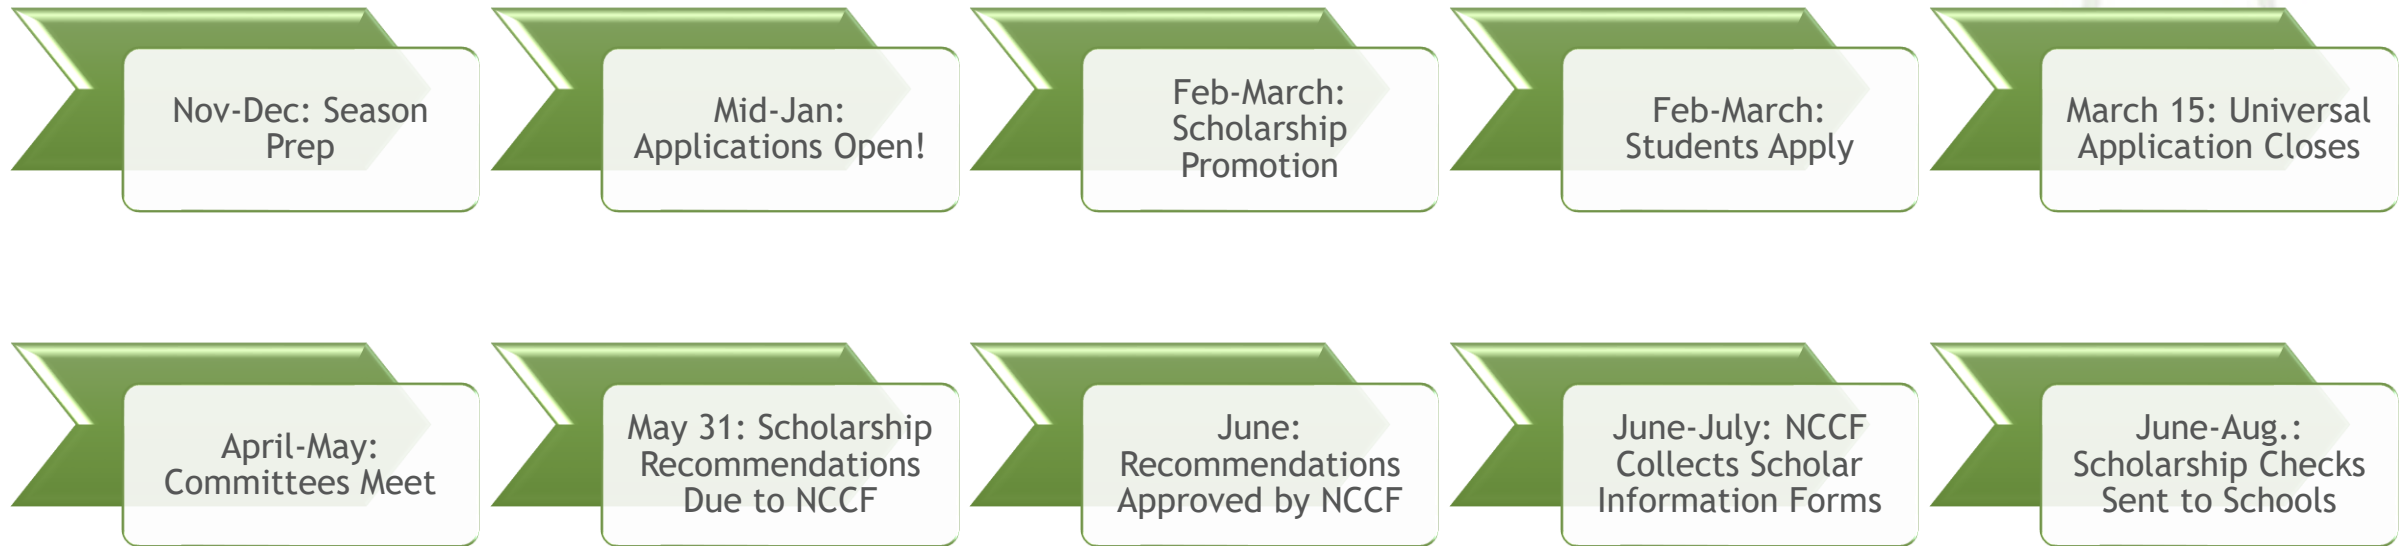 Nov-Dec: Season
Prep
Mid-Jan:
Applications Open!
Feb-March:
Scholarship
Promotion
Feb-March:
Students Apply
March 15: Universal
Application Closes
April-May:
Committees Meet
May 31: Scholarship
Recommendations
Due to NCCF
June:
Recommendations
Approved by NCCF
June-July: NCCF
Collects Scholar
Information Forms
June-Aug.:
Scholarship Checks
Sent to Schools